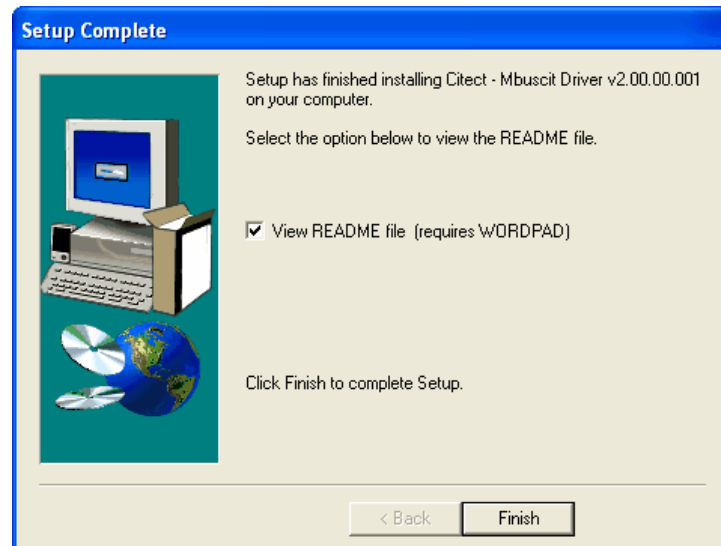 Setup Complete
Setup has finished installing Citect - Mbuscit Driver v2.00.00.001
on your computer.
Select the option below to view the README file.
View README file  (requires WORDPAD)
Click Finish to complete Setup.
< Back
Finish